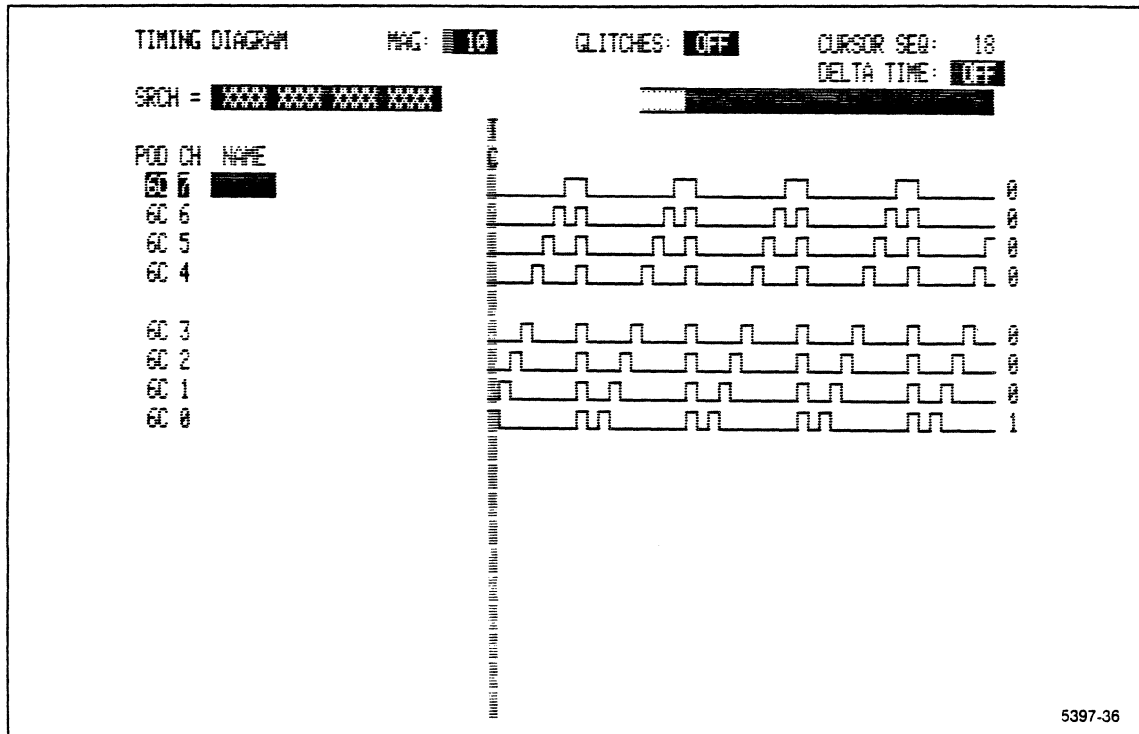 TIMING DIAGRAM MAG: 10 GLITCHES: OFF CURSOR SEQ: 18
DELTA TIME: OFF
SRCH = XXXX XXXX XXXX XXXX
T
POD CH NAME C
6D 7 0
6C 6 0
6C 5 0
6C 4 0
6C 3 0
6C 2 0
6C 1 0
6C 0 1
5397-36